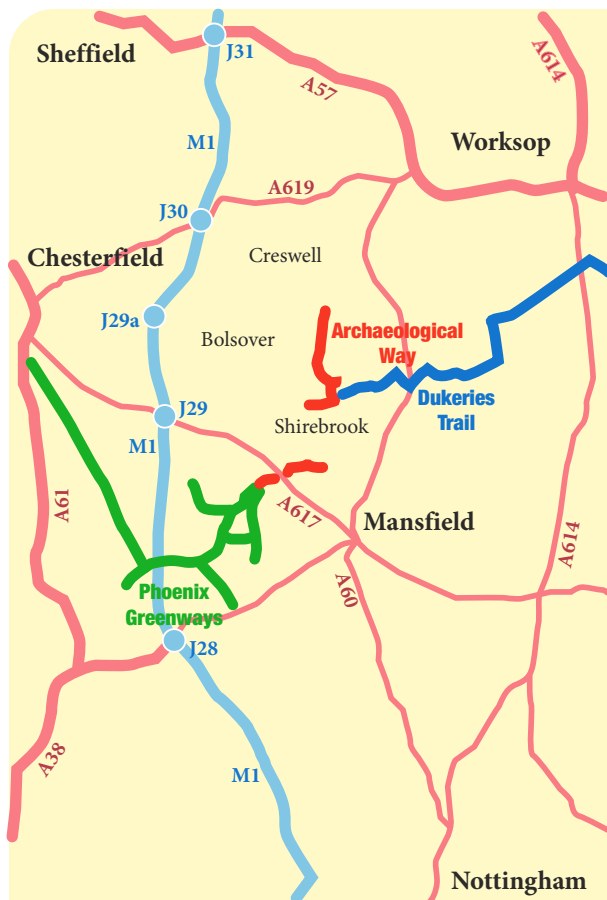 Sheffield
J31
A614
A57
M1
Worksop
A619
J30
Creswell
Chesterfield
J29a
Bolsover
Archaeological
Way
Dukeries
Trail
J29
Shirebrook
M1
A61
A617
Mansfield
A614
A60
Phoenix
Greenways
J28
A38
M1
Nottingham